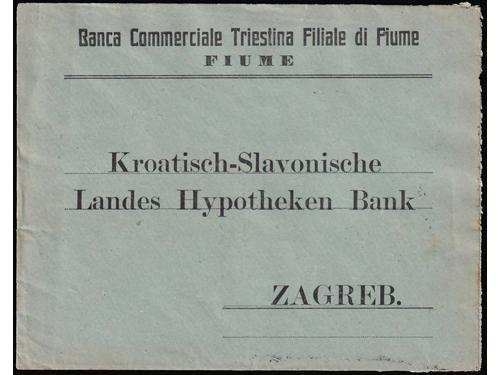 Banca Commerciale Triestina Filiale di Fiume
FIUME
Kroatisch-Slavonische
Landes Hypotheken Bank
ZAGREB.